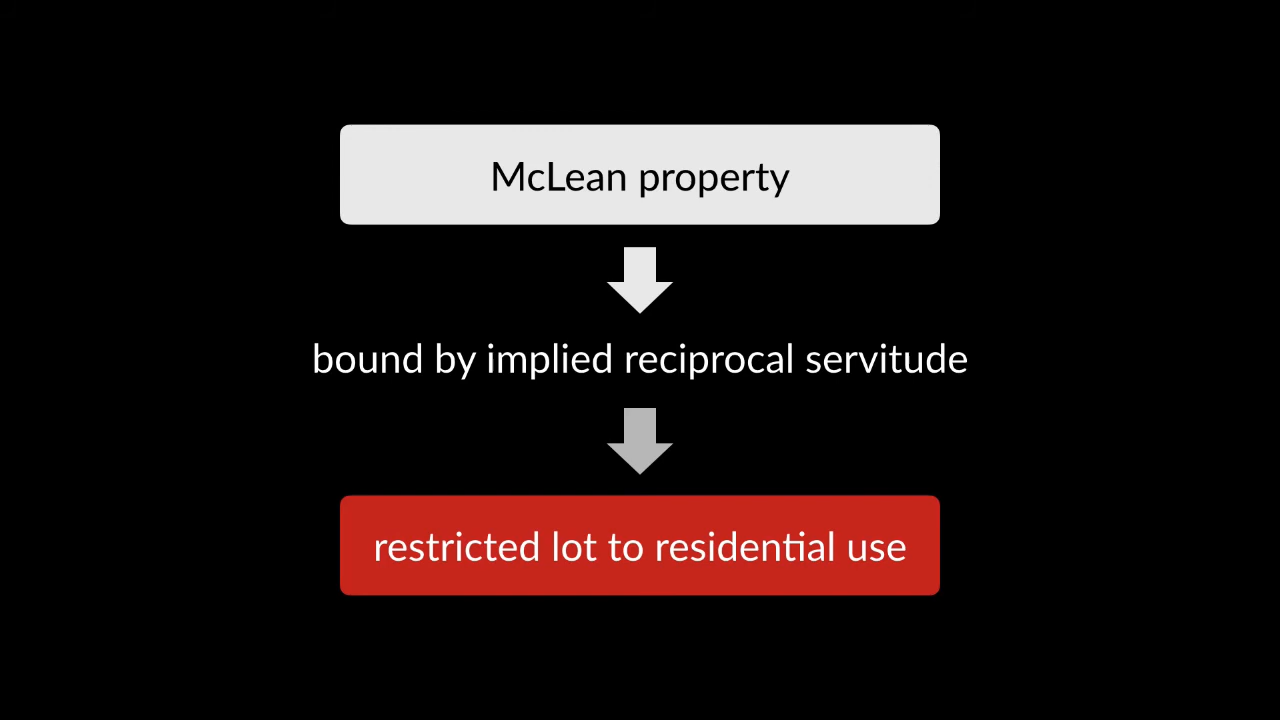 McLean property
bound by implied reciprocal servitude
restricted lot to residential use